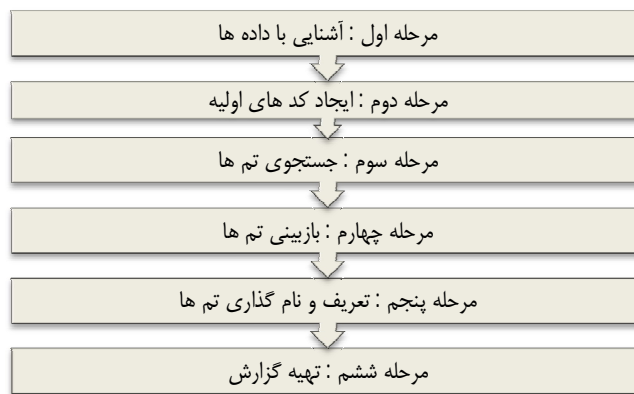 مرحله اول : آشنایی با داده ها
مرحله دوم : ایجاد کد های اولیه
مرحله سوم : جستجوی تم ها
مرحله چهارم : بازبینی تم ها
مرحله پنجم : تعریف و نام گذاری تم ها
مرحله ششم : تهیه گزارش